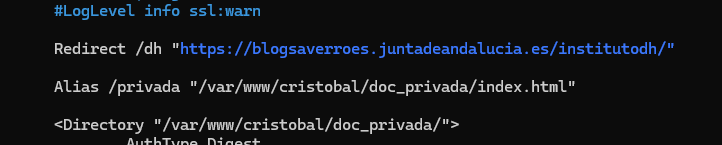 #LogLevel info ssl:warn
Redirect /dh "https://blogsaverroes.juntadeandalucia.es/institutodh/"
Alias /privada "/var/www/cristobal/doc_privada/index.html"
<Directory "/var/www/cristobal/doc_privada/">
AuthType Digest